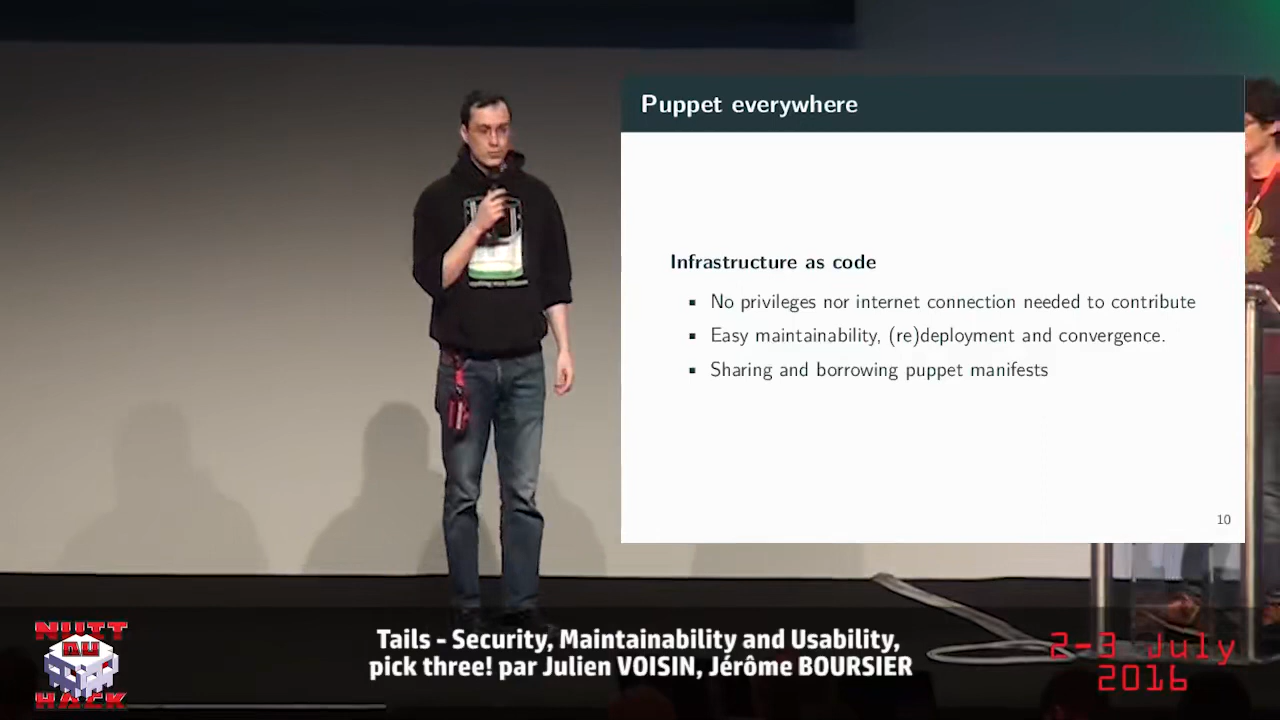 Puppet everywhere
Infrastructure as code
No privileges nor internet connection needed to contribute
Easy maintainability, (re)deployment and convergence.
Sharing and borrowing puppet manifests
10
NUIT
DU
HACK
Tails - Security, Maintainability and Usability,
pick three! par Julien VOISIN, Jérôme BOURSIER
2-3 July
2016